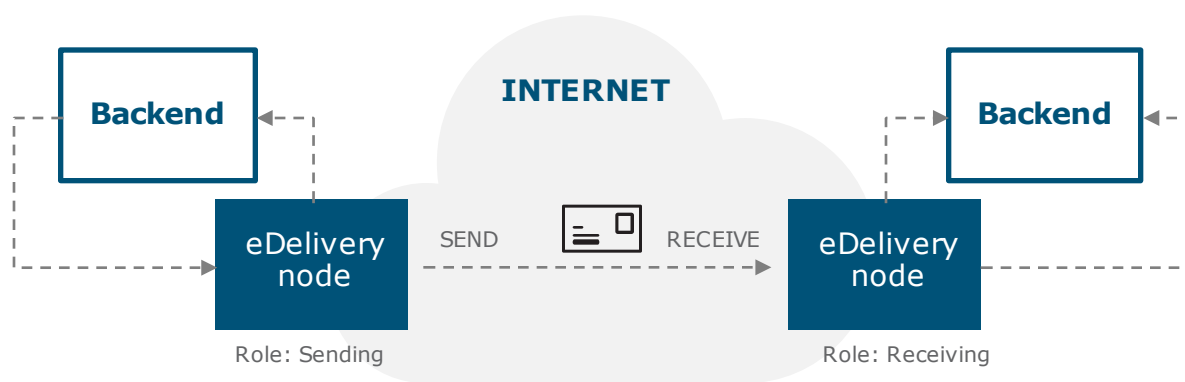 INTERNET
Backend
Backend
eDelivery
node
SEND
RECEIVE
eDelivery
node
Role: Sending
Role: Receiving